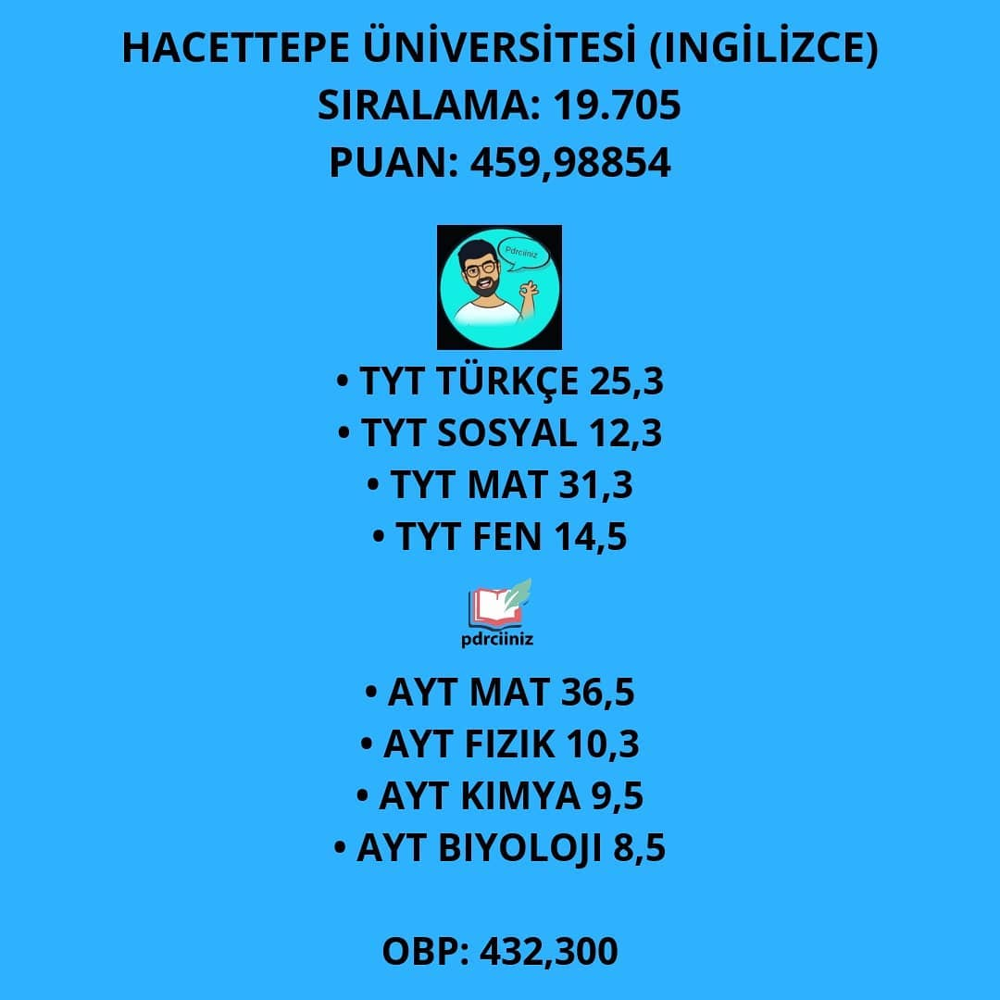 HACETTEPE ÜNİVERSİTESİ (INGİLİZCE)
SIRALAMA: 19.705
PUAN: 459,98854
Pdrciiniz
• TYT TÜRKÇE 25,3
• TYT SOSYAL 12,3
• TYT MAT 31,3
• TYT FEN 14,5
pdrciiniz
• AYT MAT 36,5
• AYT FIZIK 10,3
• AYT KIMYA 9,5
• AYT BIYOLOJI 8,5
OBP: 432,300